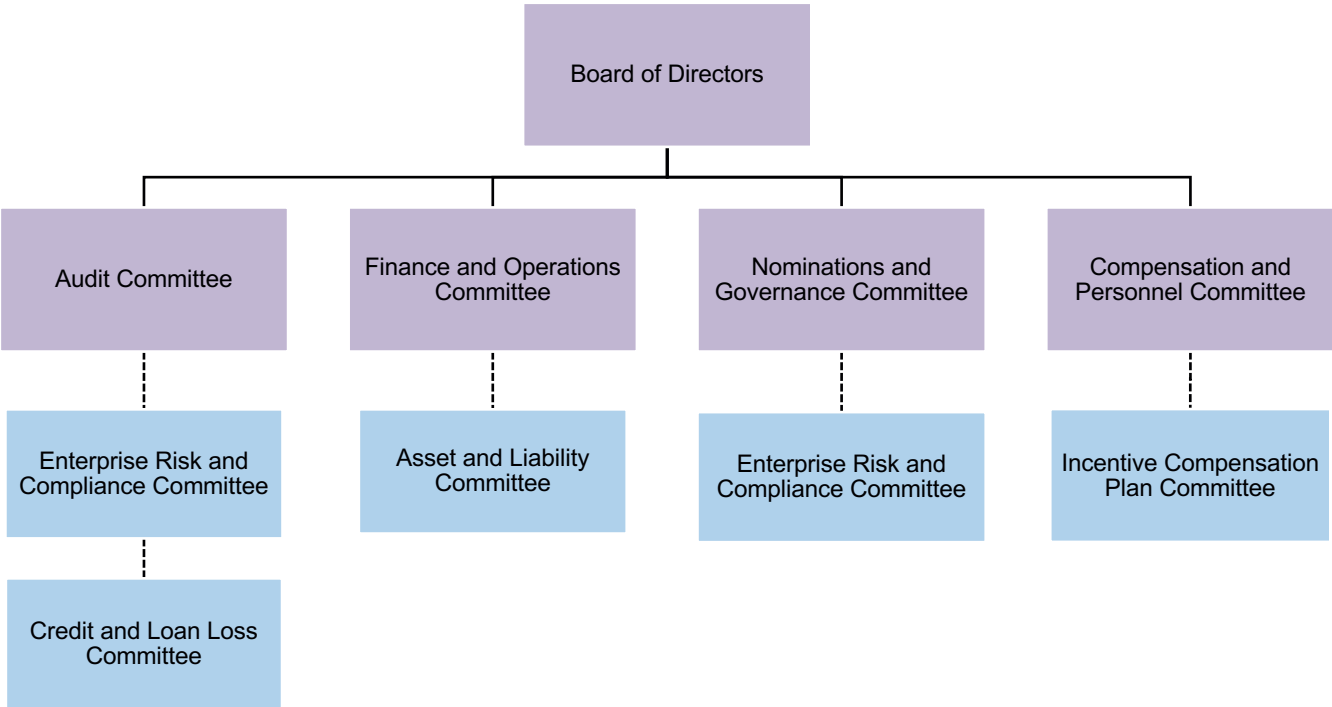 Board of Directors
Audit Committee
Finance and Operations
Committee
Nominations and
Governance Committee
Compensation and
Personnel Committee
Enterprise Risk and
Compliance Committee
Asset and Liability
Committee
Enterprise Risk and
Compliance Committee
Incentive Compensation
Plan Committee
Credit and Loan Loss
Committee